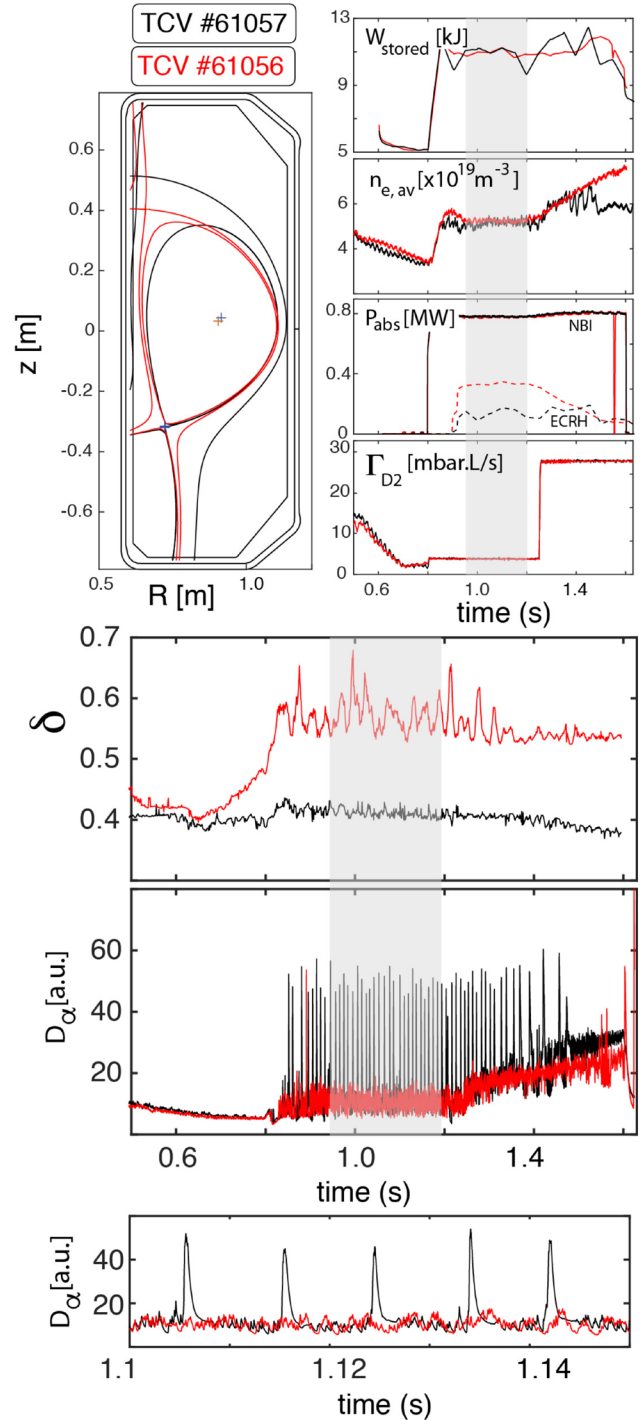 TCV #61057
TCV #61056
z [m]
0.6
0.4
0.2
0
-0.2
-0.4
-0.6
0.5
1.0
R [m]
W_stored [kJ]
13
11
9
7
5
n_e, av [x10^19 m^-3]
6
4
P_abs [MW]
0.8
0.4
0
NBI
ECRH
Γ_D2 [mbar.L/s]
30
20
10
0
0.6
1.0
1.4
time (s)
δ
0.7
0.6
0.5
0.4
D_α[a.u.]
60
40
20
0.6
1.0
1.4
time (s)
D_α[a.u.]
40
20
1.1
1.12
1.14
time (s)